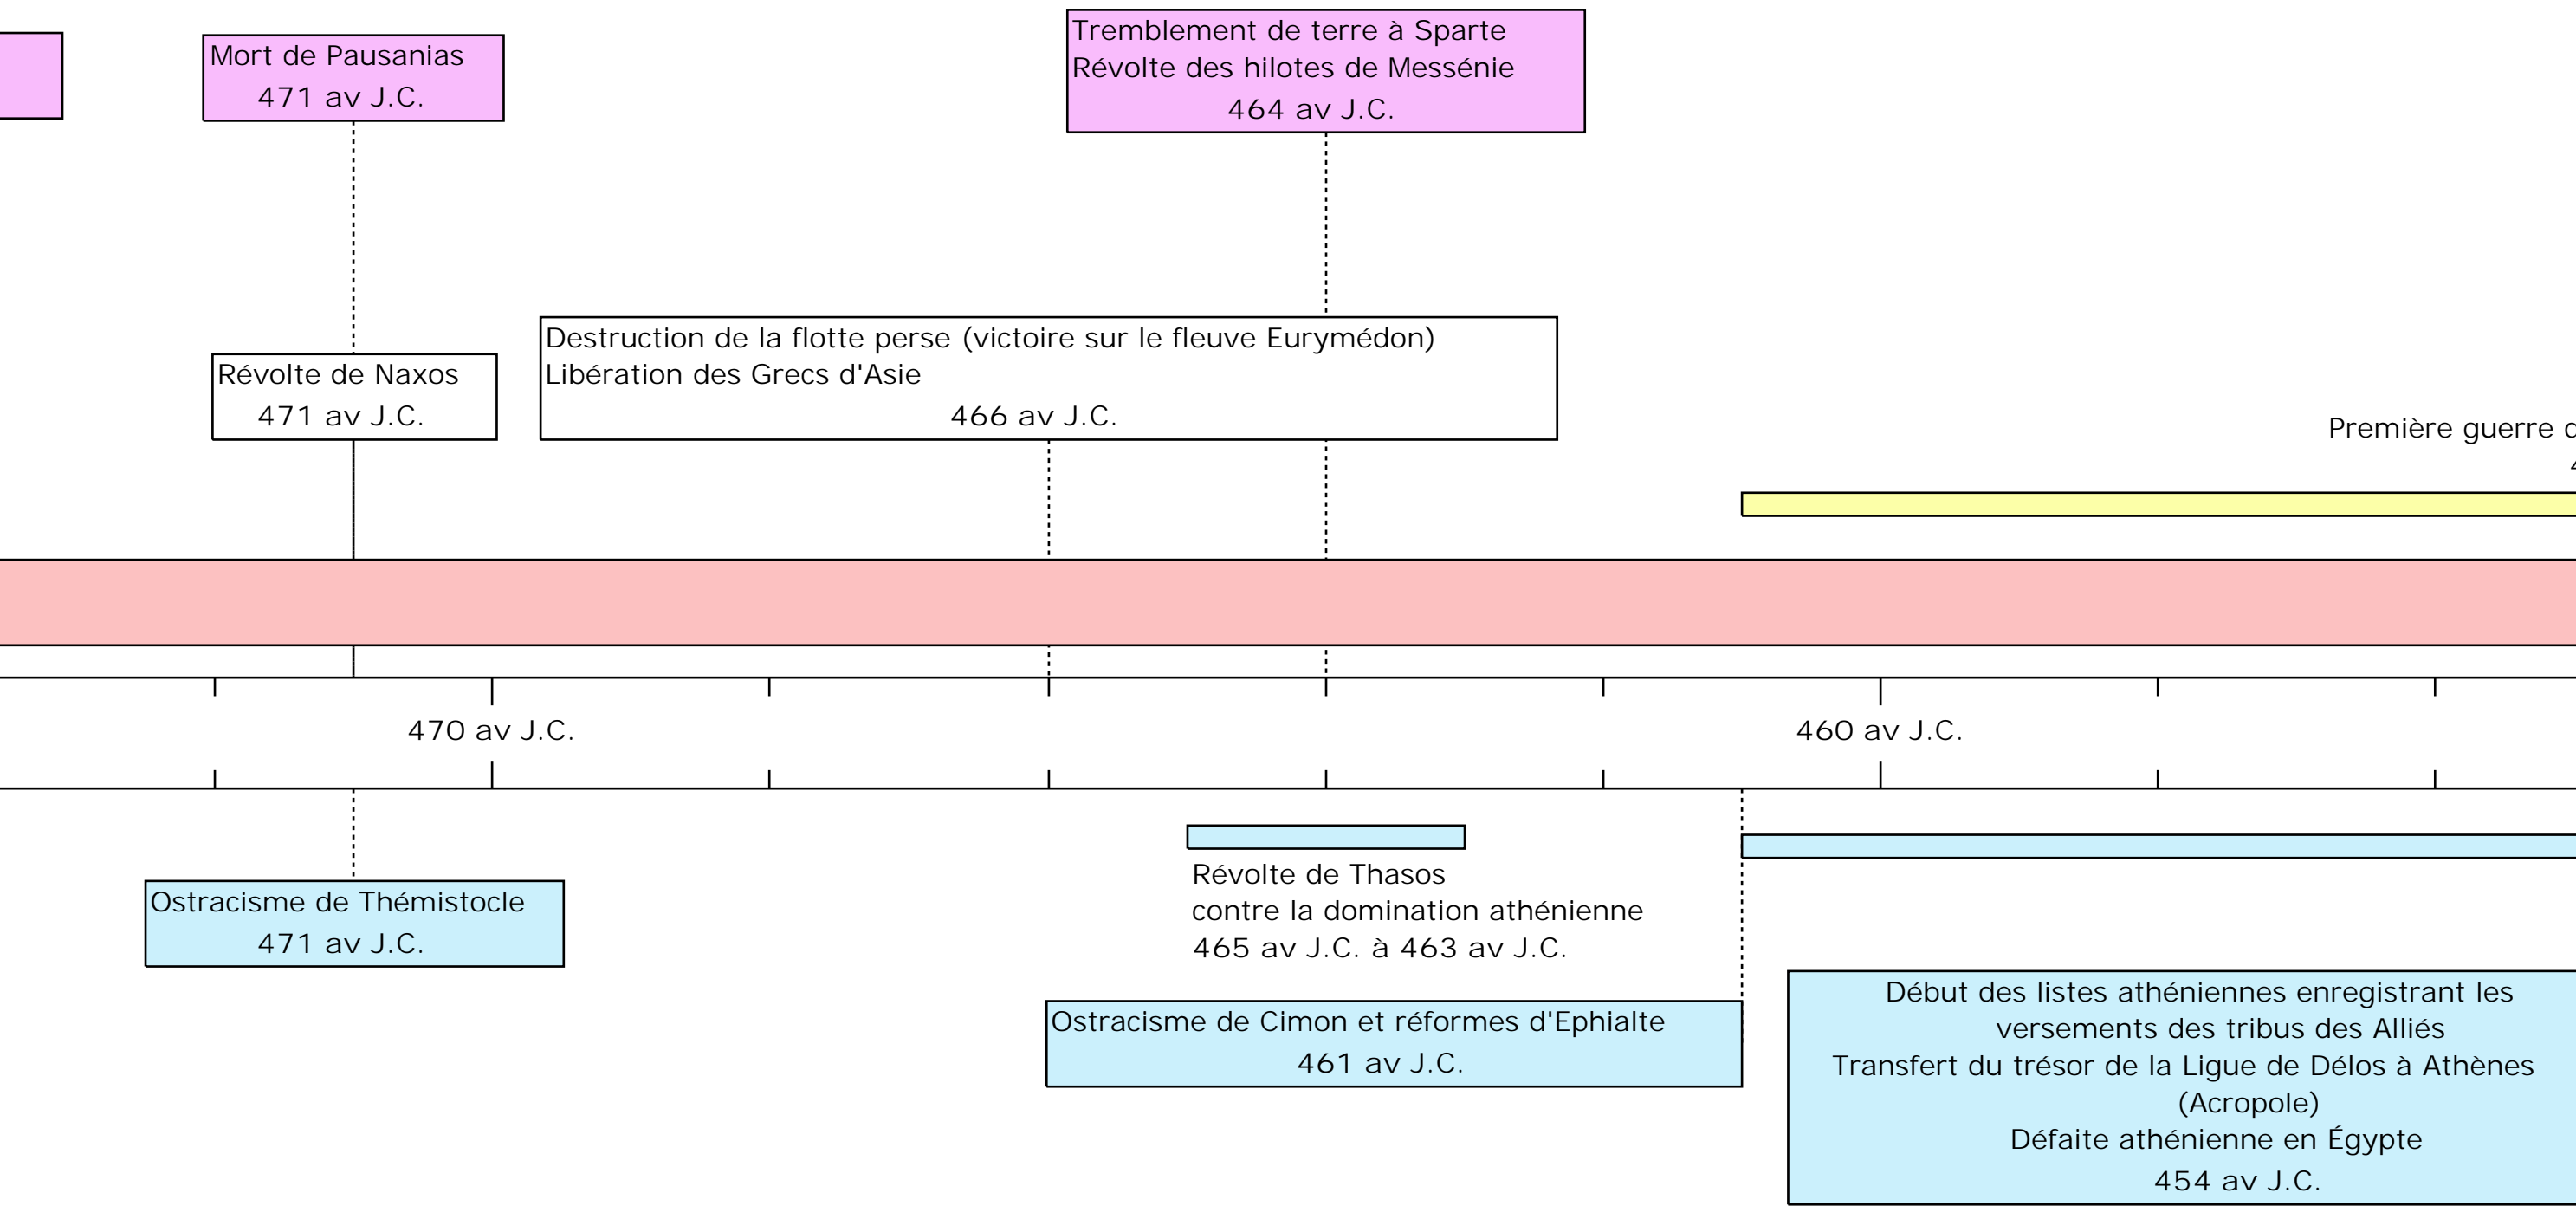 Mort de Pausanias
471 av J.C.
Tremblement de terre à Sparte
Révolte des hilotes de Messénie
464 av J.C.
Révolte de Naxos
471 av J.C.
Destruction de la flotte perse (victoire sur le fleuve Eurymédon)
Libération des Grecs d'Asie
466 av J.C.
Première guerre
470 av J.C.
460 av J.C.
Ostracisme de Thémistocle
471 av J.C.
Révolte de Thasos
contre la domination athénienne
465 av J.C. à 463 av J.C.
Ostracisme de Cimon et réformes d'Ephialte
461 av J.C.
Début des listes athéniennes enregistrant les
versements des tribus des Alliés
Transfert du trésor de la Ligue de Délos à Athènes
(Acropole)
Défaite athénienne en Égypte
454 av J.C.